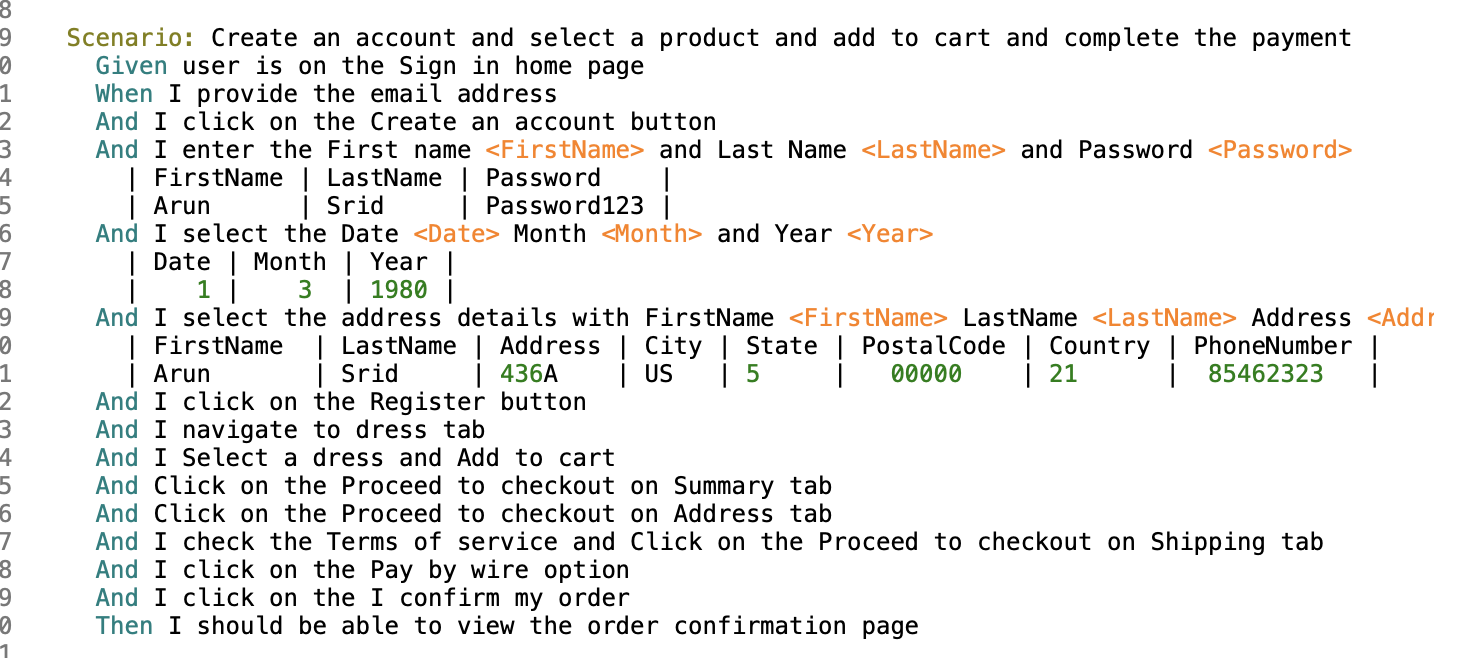 8
9 Scenario: Create an account and select a product and add to cart and complete the payment
0 Given user is on the Sign in home page
1 When I provide the email address
2 And I click on the Create an account button
3 And I enter the First name <FirstName> and Last Name <LastName> and Password <Password>
4 | FirstName | LastName | Password |
5 | Arun | Srid | Password123 |
6 And I select the Date <Date> Month <Month> and Year <Year>
7 | Date | Month | Year |
8 | 1 | 3 | 1980 |
9 And I select the address details with FirstName <FirstName> LastName <LastName> Address <Addr
0 | FirstName | LastName | Address | City | State | PostalCode | Country | PhoneNumber |
1 | Arun | Srid | 436A | US | 5 | 00000 | 21 | 85462323 |
2 And I click on the Register button
3 And I navigate to dress tab
4 And I Select a dress and Add to cart
5 And Click on the Proceed to checkout on Summary tab
6 And Click on the Proceed to checkout on Address tab
7 And I check the Terms of service and Click on the Proceed to checkout on Shipping tab
8 And I click on the Pay by wire option
9 And I click on the I confirm my order
0 Then I should be able to view the order confirmation page
1